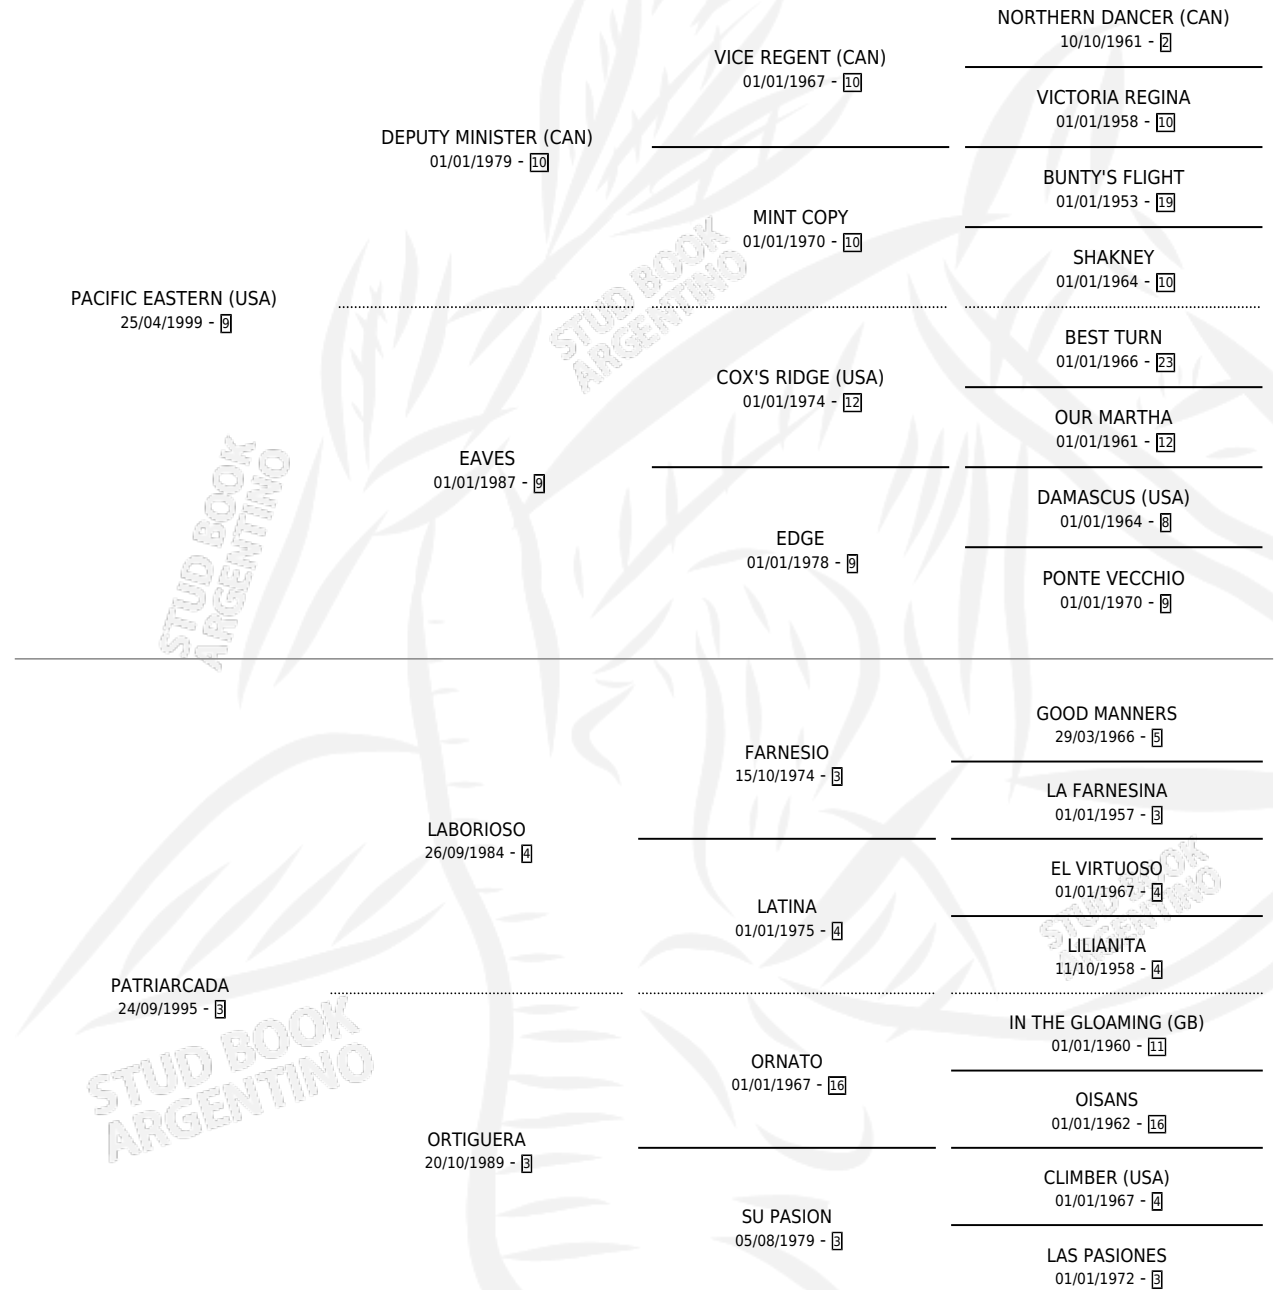 NORTHERN DANCER (CAN)
10/10/1961 - 2
VICE REGENT (CAN)
01/01/1967 - 10
VICTORIA REGINA
01/01/1958 - 10
DEPUTY MINISTER (CAN)
01/01/1979 - 10
BUNTY'S FLIGHT
01/01/1953 - 19
MINT COPY
01/01/1970 - 10
SHAKNEY
01/01/1964 - 10
PACIFIC EASTERN (USA)
25/04/1999 - 9
STUD BOOK
ARGENTINO
BEST TURN
01/01/1966 - 23
COX'S RIDGE (USA)
01/01/1974 - 12
OUR MARTHA
01/01/1961 - 12
EAVES
01/01/1987 - 9
DAMASCUS (USA)
01/01/1964 - 8
EDGE
01/01/1978 - 9
PONTE VECCHIO
01/01/1970 - 9
STUD BOOK
ARGENTINO
GOOD MANNERS
29/03/1966 - 5
FARNESIO
15/10/1974 - 3
LA FARNESINA
01/01/1957 - 3
LABORIOSO
26/09/1984 - 4
EL VIRTUOSO
01/01/1967 - 4
LATINA
01/01/1975 - 4
LILIANITA
11/10/1958 - 4
STUD BOOK
ARGENTINO
PATRIARCADA
24/09/1995 - 3
IN THE GLOAMING (GB)
01/01/1960 - 11
ORNATO
01/01/1967 - 16
OISANS
01/01/1962 - 16
STUD BOOK
ARGENTINO
ORTIGUERA
20/10/1989 - 3
CLIMBER (USA)
01/01/1967 - 4
SU PASION
05/08/1979 - 3
LAS PASIONES
01/01/1972 - 3